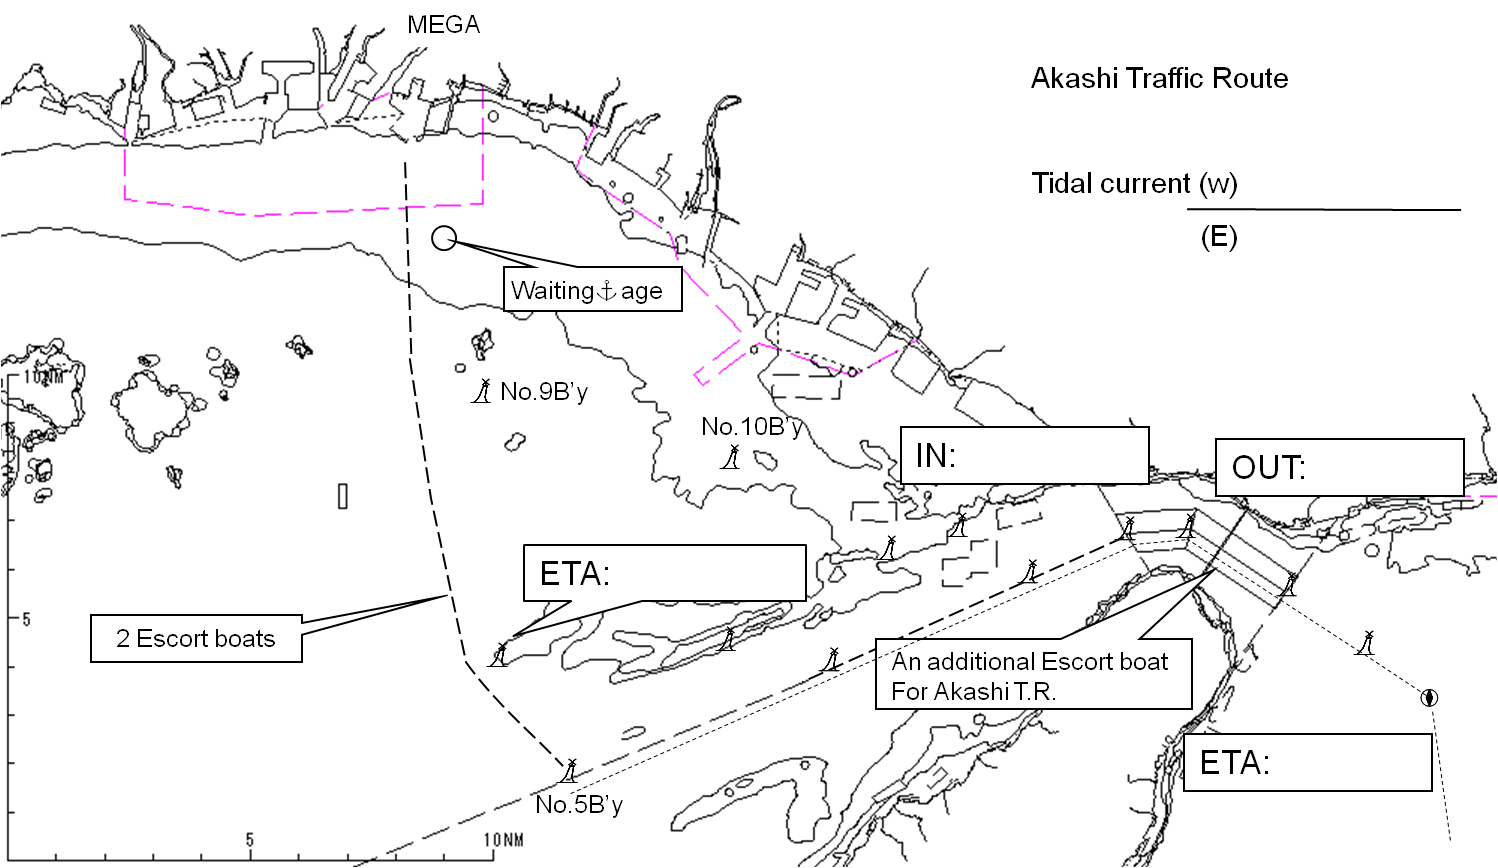 MEGA
Akashi Traffic Route
Tidal current (w)
(E)
Waiting⚓age
10NM
No.9B'y
No.10B'y
IN:
OUT:
ETA:
5
2 Escort boats
An additional Escort boat
For Akashi T.R.
ETA:
No.5B'y
5
10NM